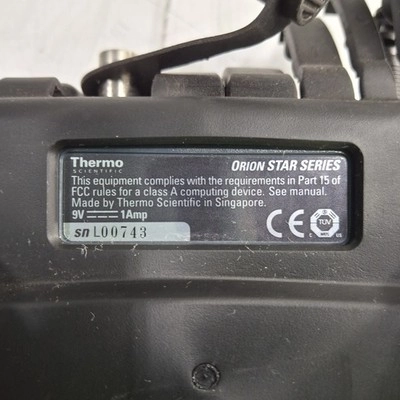 Thermo
SCIENTIFIC
ORION STAR SERIES
This equipment complies with the requirements in Part 15 of
FCC rules for a class A computing device. See manual.
Made by Thermo Scientific in Singapore.
9V 1Amp
sn L00743
CE
TÜV
C US